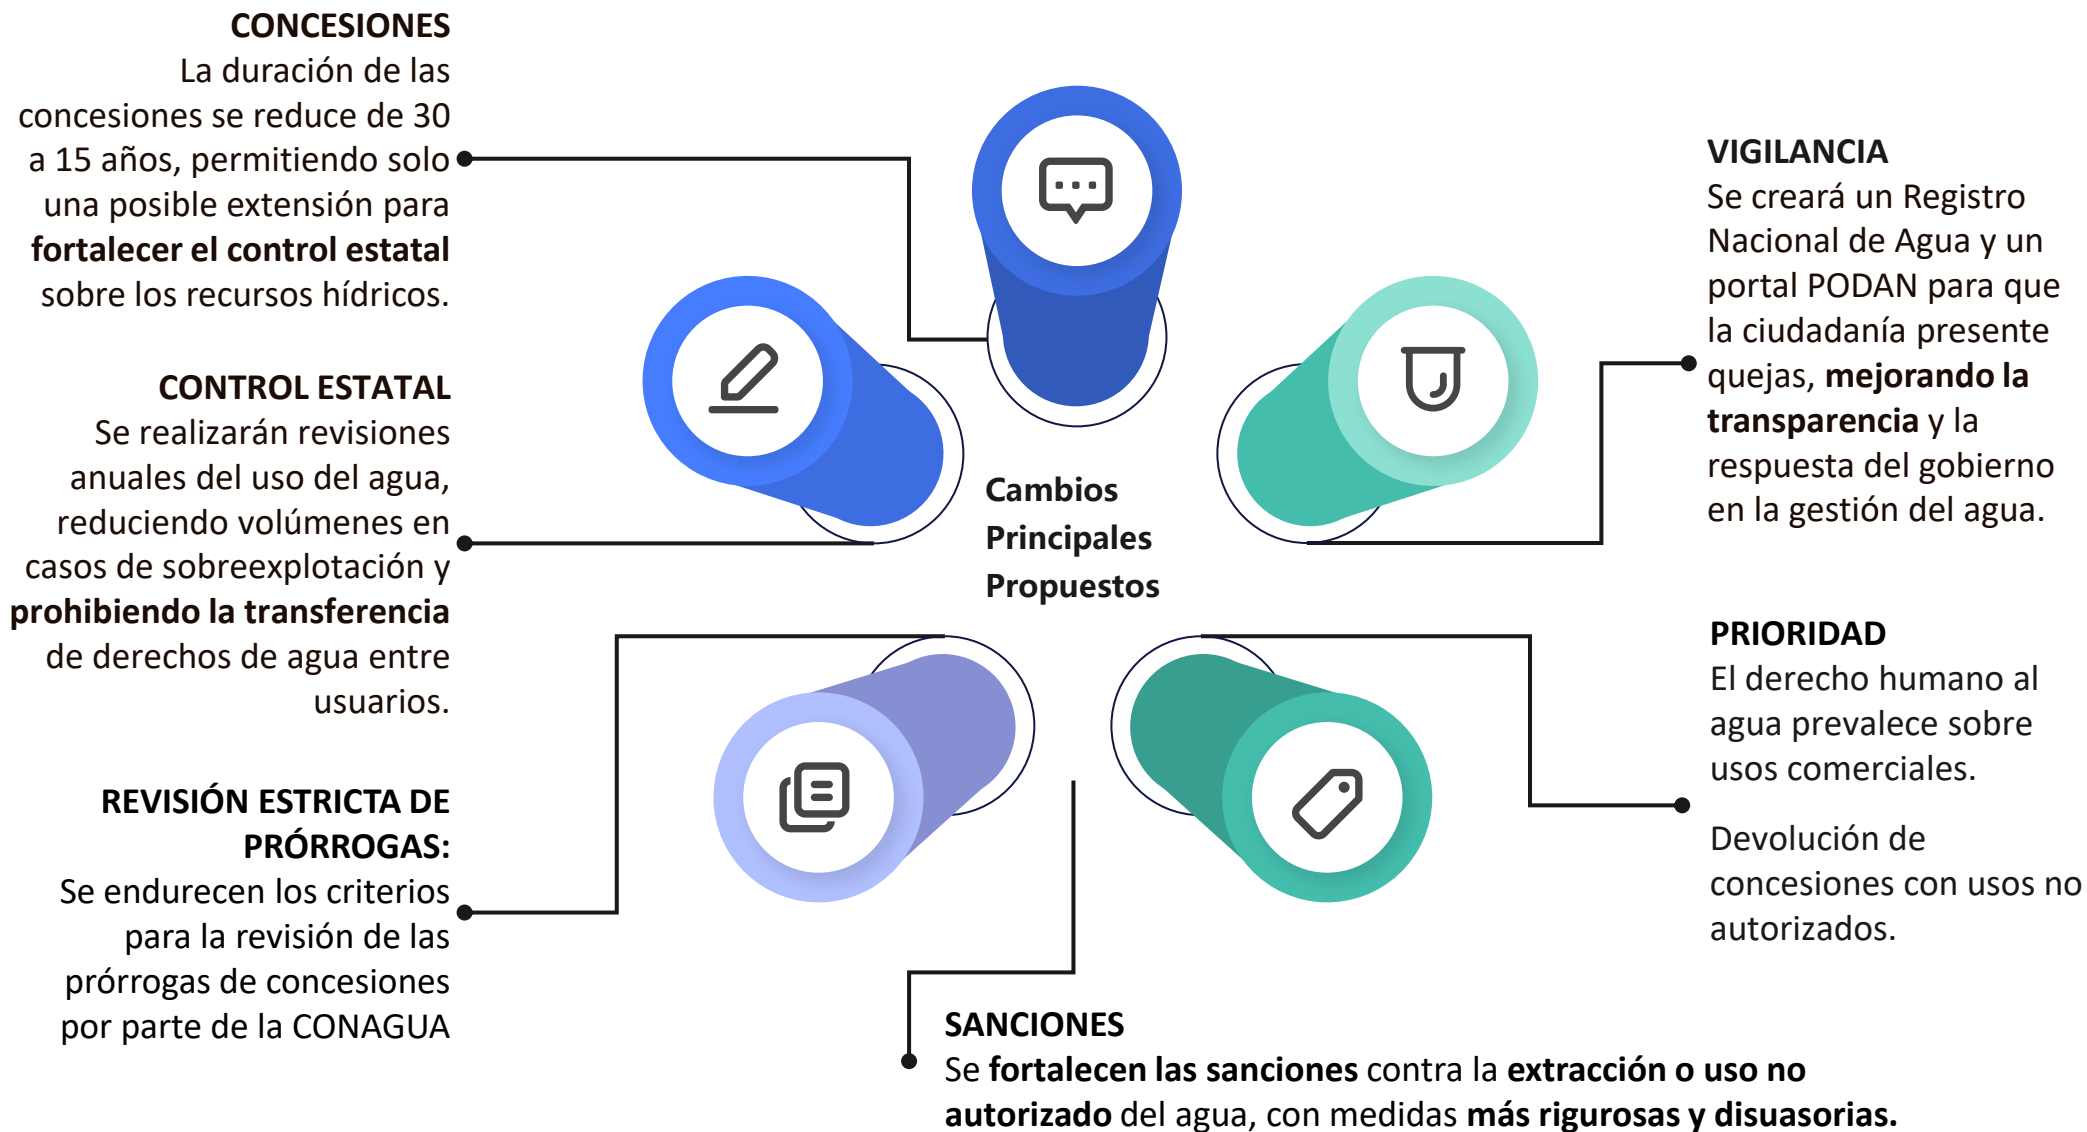 CONCESIONES
La duración de las
concesiones se reduce de 30
a 15 años, permitiendo solo
una posible extensión para
fortalecer el control estatal
sobre los recursos hídricos.
CONTROL ESTATAL
Se realizarán revisiones
anuales del uso del agua,
reduciendo volúmenes en
casos de sobreexplotación y
prohibiendo la transferencia
de derechos de agua entre
usuarios.
REVISIÓN ESTRICTA DE
PRÓRROGAS:
Se endurecen los criterios
para la revisión de las
prórrogas de concesiones
por parte de la CONAGUA
Cambios
Principales
Propuestos
VIGILANCIA
Se creará un Registro
Nacional de Agua y un
portal PODAN para que
la ciudadanía presente
quejas, mejorando la
transparencia y la
respuesta del gobierno
en la gestión del agua.
PRIORIDAD
El derecho humano al
agua prevalece sobre
usos comerciales.
Devolución de
concesiones con usos no
autorizados.
SANCIONES
Se fortalecen las sanciones contra la extracción o uso no
autorizado del agua, con medidas más rigurosas y disuasorias.